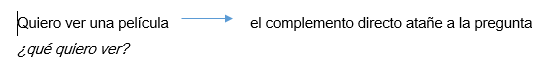 Quiero ver una película el complemento directo atañe a la pregunta
¿qué quiero ver?